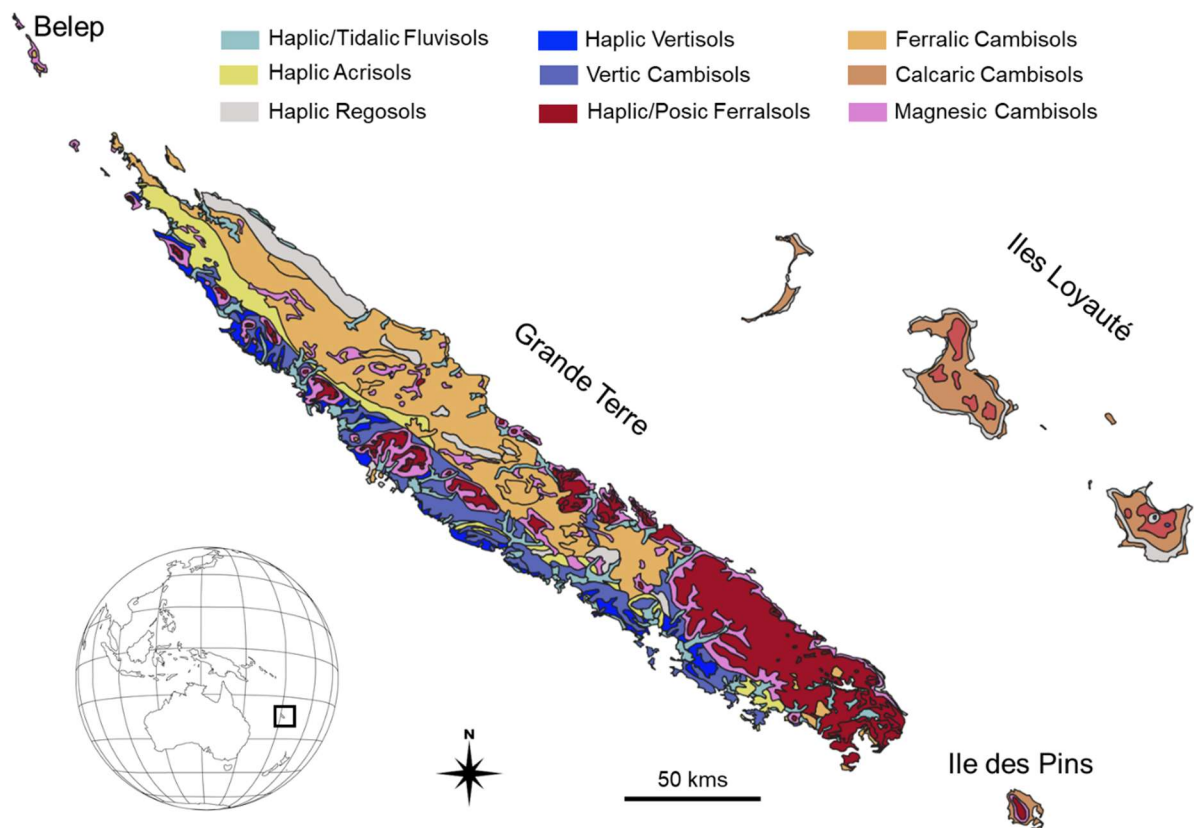 Belep
Haplic/Tidalic Fluvisols
Haplic Vertisols
Ferralic Cambisols
Haplic Acrisols
Vertic Cambisols
Calcaric Cambisols
Haplic Regosols
Haplic/Posic Ferralsols
Magnesic Cambisols
Iles Loyauté
Grande Terre
N
50 kms
Ile des Pins